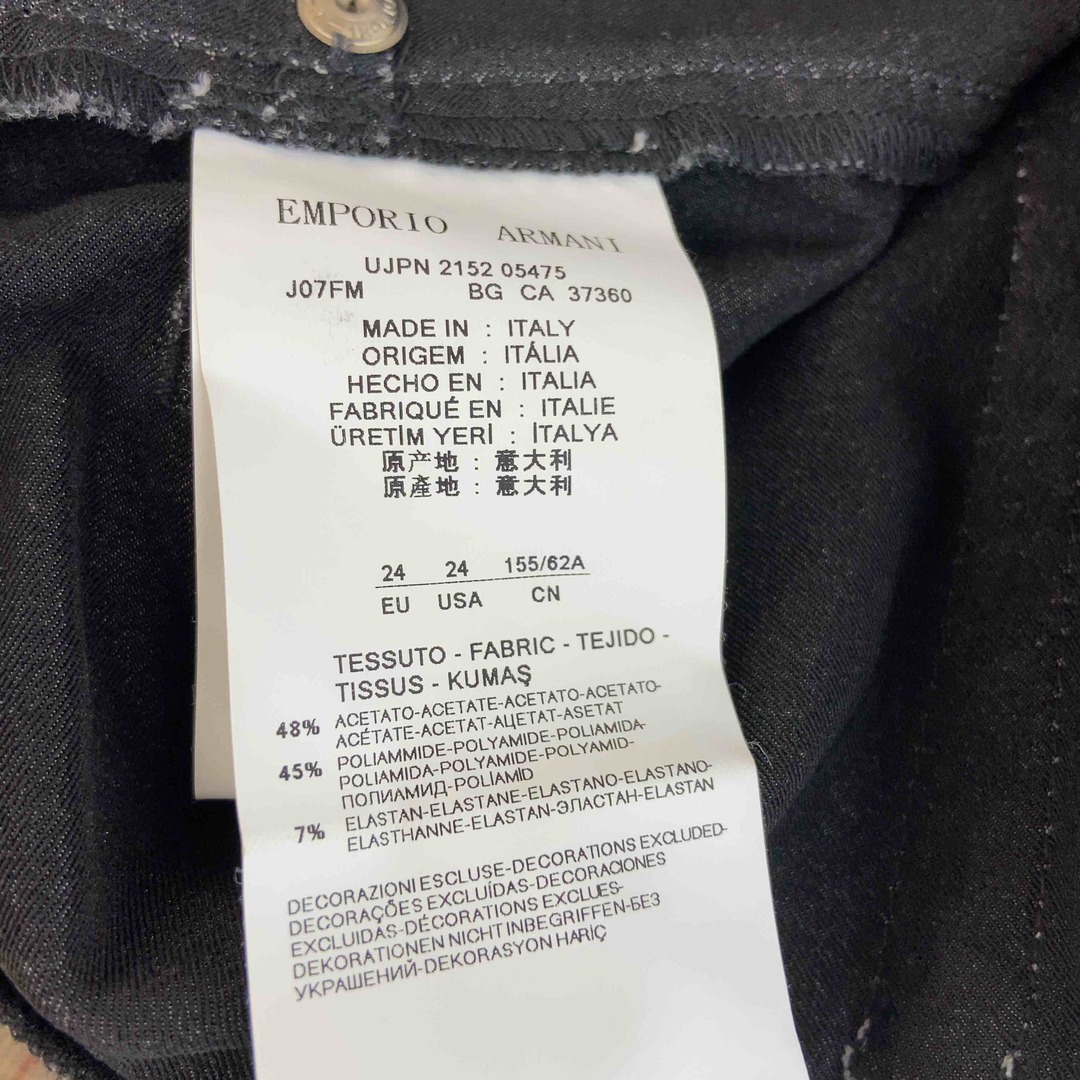 EMPORIO ARMANI
UJPN 2152 05475
J07FM BG CA 37360
MADE IN : ITALY
ORIGEM : ITÁLIA
HECHO EN : ITALIA
FABRIQUÉ EN : ITALIE
ÜRETİM YERİ : İTALYA
原产地 : 意大利
原產地 : 意大利
24 24 155/62A
EU USA CN
TESSUTO - FABRIC - TEJIDO -
TISSUS - KUMAŞ
48% ACETATO-ACETATE-ACETATO-ACETATO-
ACÉTATE-ACETAT-АЦЕТАТ-ASETAT
45% POLIAMMIDE-POLYAMIDE-POLIAMIDA-
POLIAMIDA-POLYAMIDE-POLYAMID-
ПОПИАМИД-POLİAMİD
7% ELASTAN-ELASTANE-ELASTANO-ELASTANO-
ELASTHANNE-ELASTAN-ЭЛАСТАН-ELASTAN
DECORAZIONI ESCLUSE-DECORATIONS EXCLUDED-
DECORAÇÕES EXCLUÍDAS-DECORACIONES
EXCLUIDAS-DÉCORATIONS EXCLUES-
DEKORATIONEN NICHT INBEGRIFFEN-БЕЗ
УКРАШЕНИЙ-DEKORASYON HARİÇ